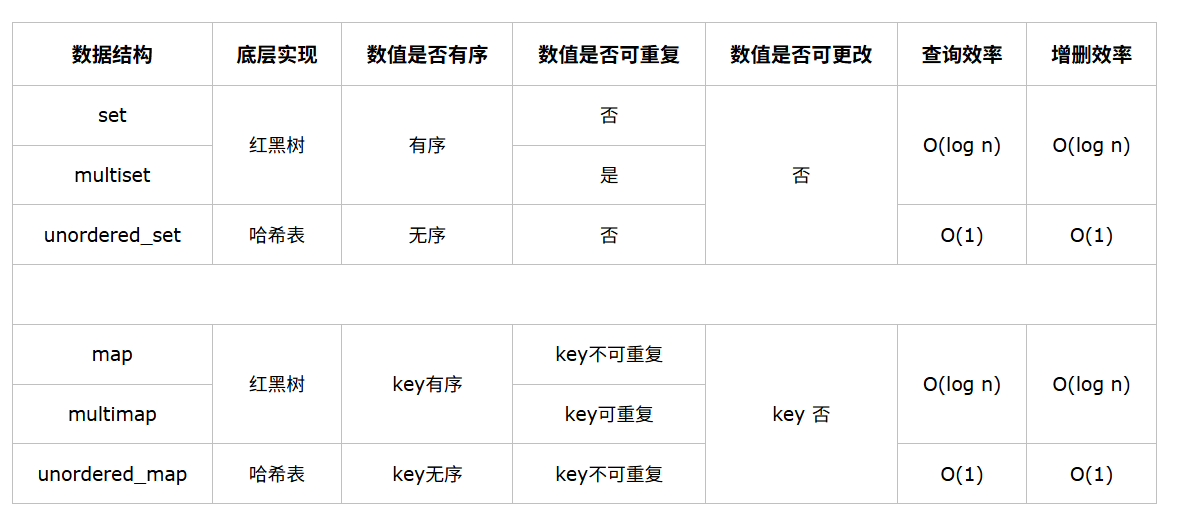 数据结构 底层实现 数值是否有序 数值是否可重复 数值是否可更改 查询效率 增删效率
set 否
红黑树 有序 O(log n) O(log n)
multiset 是 否
unordered_set 哈希表 无序 否 O(1) O(1)
map key不可重复
红黑树 key有序 O(log n) O(log n)
multimap key可重复 key 否
unordered_map 哈希表 key无序 key不可重复 O(1) O(1)